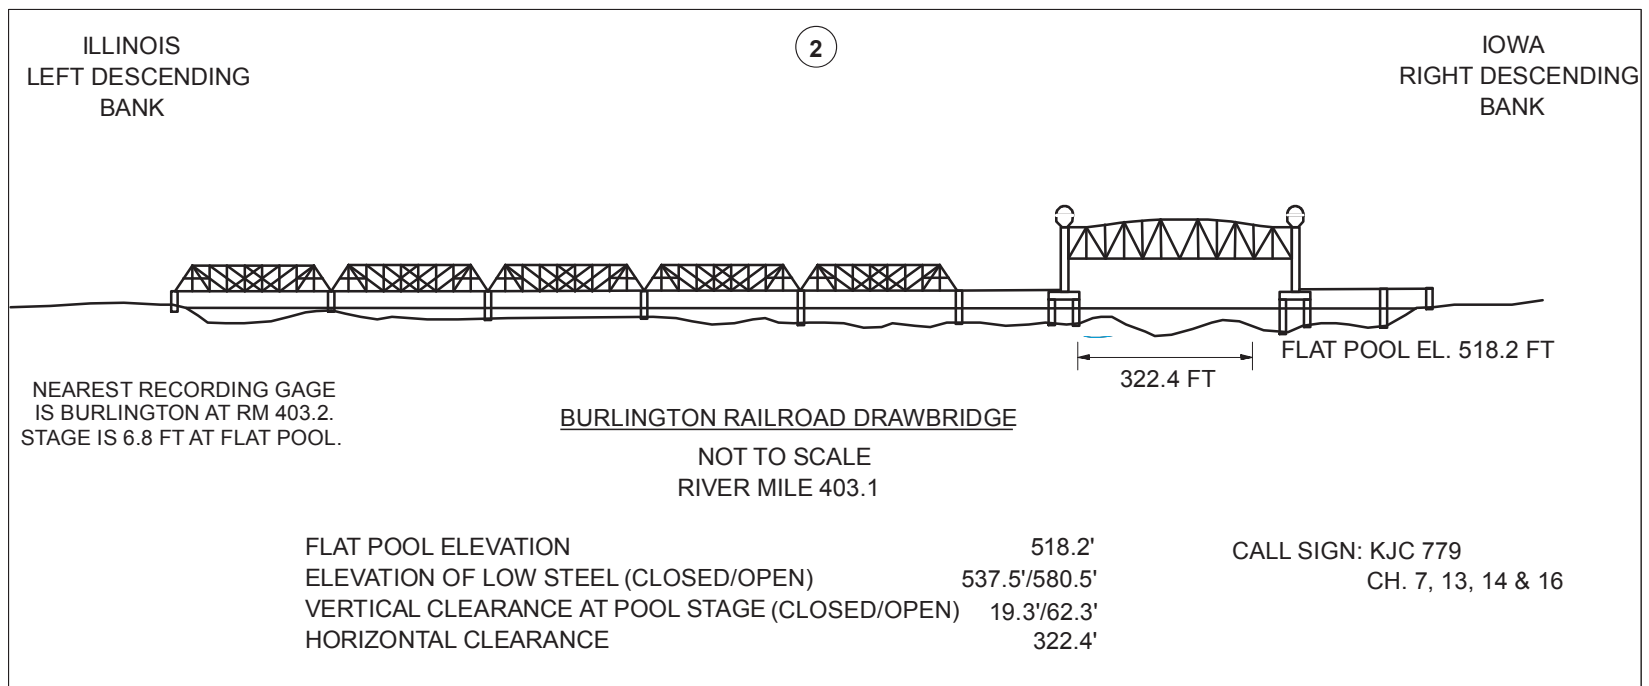 ILLINOIS
LEFT DESCENDING
BANK
2
IOWA
RIGHT DESCENDING
BANK
FLAT POOL EL. 518.2 FT
322.4 FT
NEAREST RECORDING GAGE
IS BURLINGTON AT RM 403.2.
STAGE IS 6.8 FT AT FLAT POOL.
BURLINGTON RAILROAD DRAWBRIDGE
NOT TO SCALE
RIVER MILE 403.1
FLAT POOL ELEVATION 518.2'
ELEVATION OF LOW STEEL (CLOSED/OPEN) 537.5'/580.5'
VERTICAL CLEARANCE AT POOL STAGE (CLOSED/OPEN) 19.3'/62.3'
HORIZONTAL CLEARANCE 322.4'
CALL SIGN: KJC 779
CH. 7, 13, 14 & 16